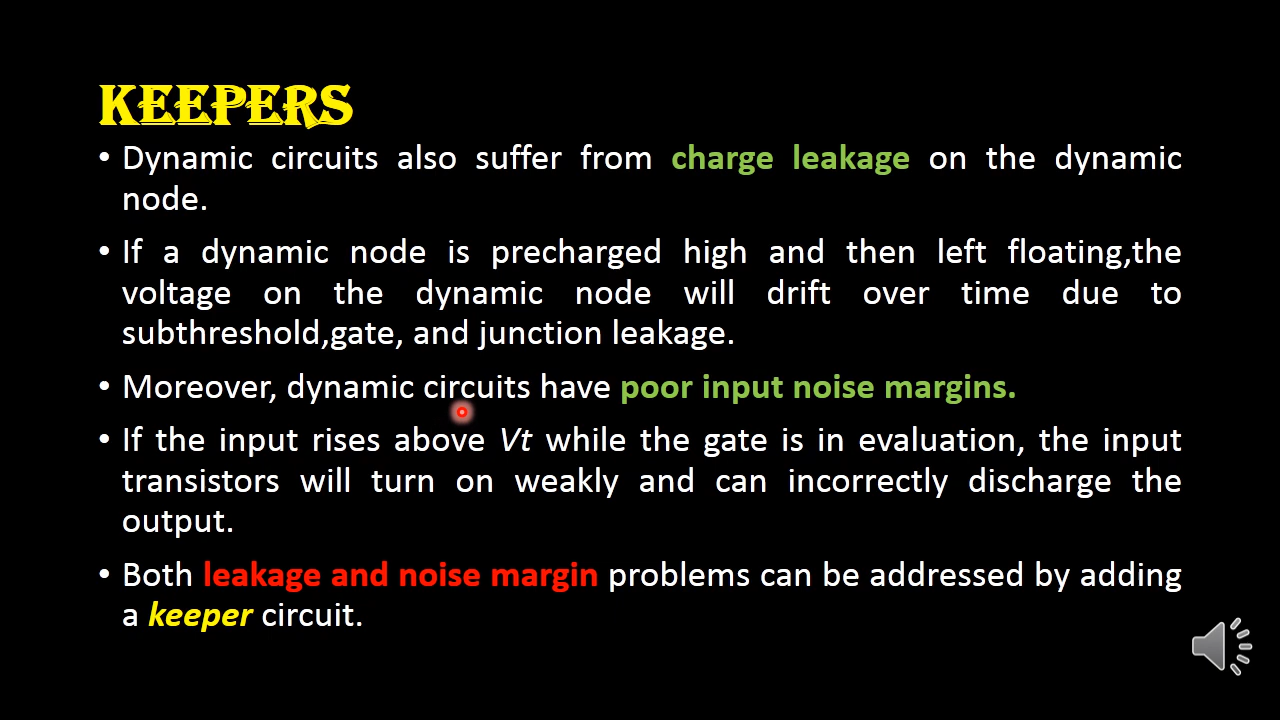 KEEPERS
• Dynamic circuits also suffer from charge leakage on the dynamic
node.
• If a dynamic node is precharged high and then left floating,the
voltage on the dynamic node will drift over time due to
subthreshold,gate, and junction leakage.
• Moreover, dynamic circuits have poor input noise margins.
• If the input rises above Vt while the gate is in evaluation, the input
transistors will turn on weakly and can incorrectly discharge the
output.
• Both leakage and noise margin problems can be addressed by adding
a keeper circuit.